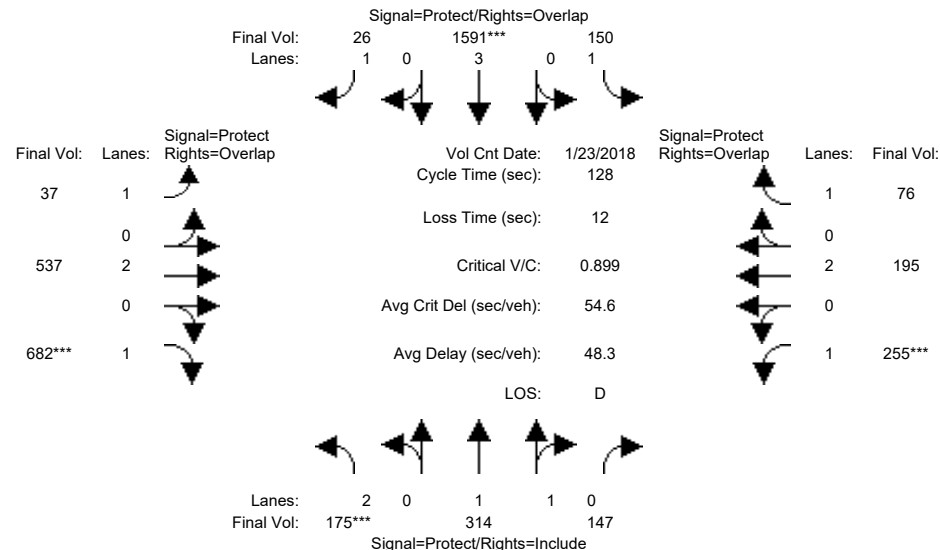 Signal=Protect/Rights=Overlap
Final Vol: 26 1591*** 150
Lanes: 1 0 3 0 1
Signal=Protect
Final Vol: Lanes: Rights=Overlap
Vol Cnt Date: 1/23/2018
Signal=Protect
Rights=Overlap Lanes: Final Vol:
Cycle Time (sec): 128
37 1
1 76
Loss Time (sec): 12
0
0
537 2
Critical V/C: 0.899
2 195
0
Avg Crit Del (sec/veh): 54.6
0
682*** 1
Avg Delay (sec/veh): 48.3
1 255***
LOS: D
Lanes: 2 0 1 1 0
Final Vol: 175*** 314 147
Signal=Protect/Rights=Include